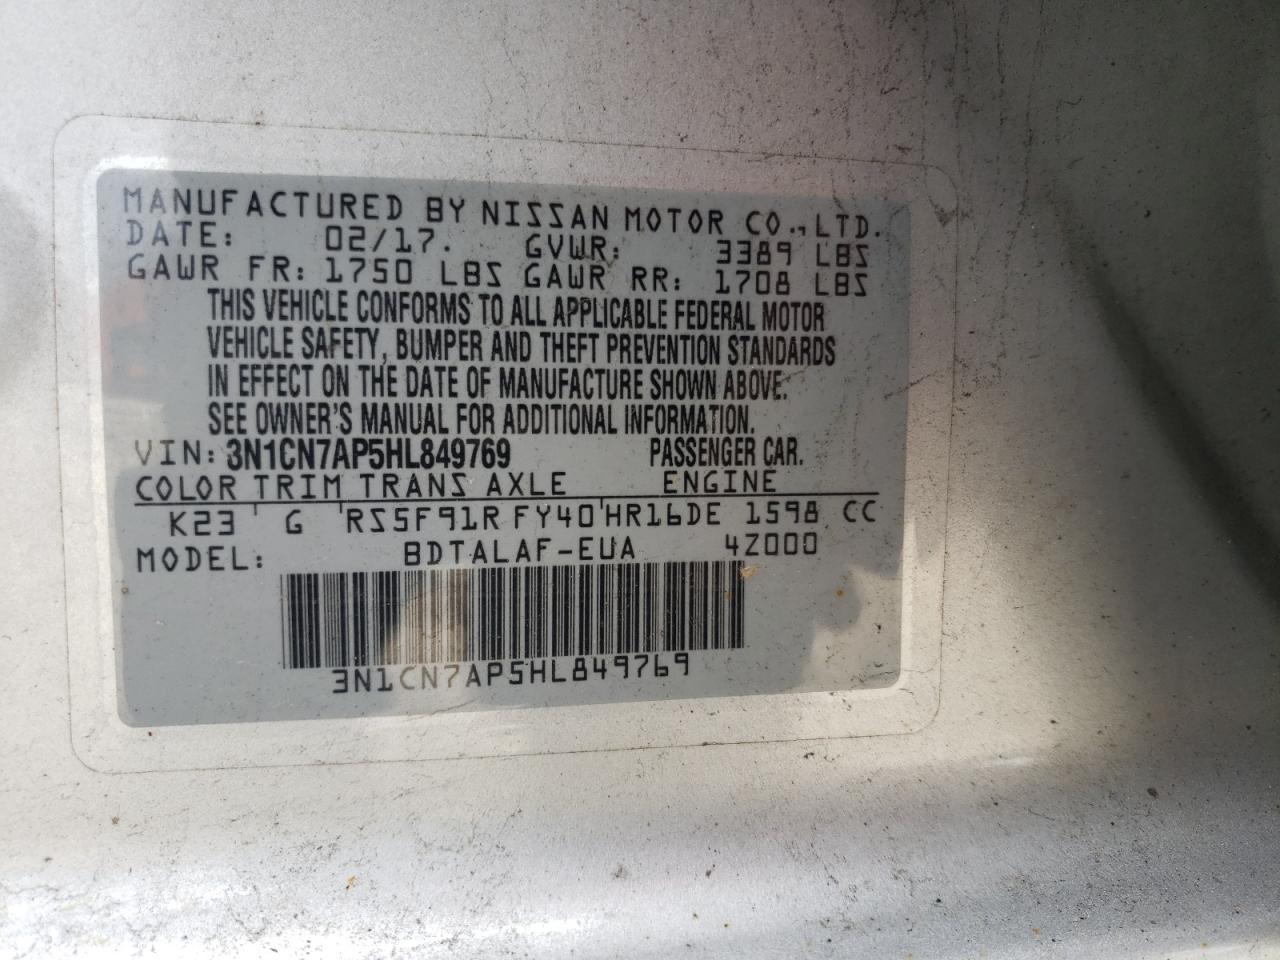 MANUFACTURED BY NISSAN MOTOR CO., LTD.
DATE: 02/17. GVWR: 3389 LBS
GAWR FR: 1750 LBS GAWR RR: 1708 LBS
THIS VEHICLE CONFORMS TO ALL APPLICABLE FEDERAL MOTOR
VEHICLE SAFETY, BUMPER AND THEFT PREVENTION STANDARDS
IN EFFECT ON THE DATE OF MANUFACTURE SHOWN ABOVE.
SEE OWNER'S MANUAL FOR ADDITIONAL INFORMATION.
VIN: 3N1CN7AP5HL849769 PASSENGER CAR.
COLOR TRIM TRANS AXLE ENGINE
K23 G RS5F91R FY40 HR16DE 1598 CC
MODEL: BDTALAF-EUA 4Z000
3N1CN7AP5HL849769